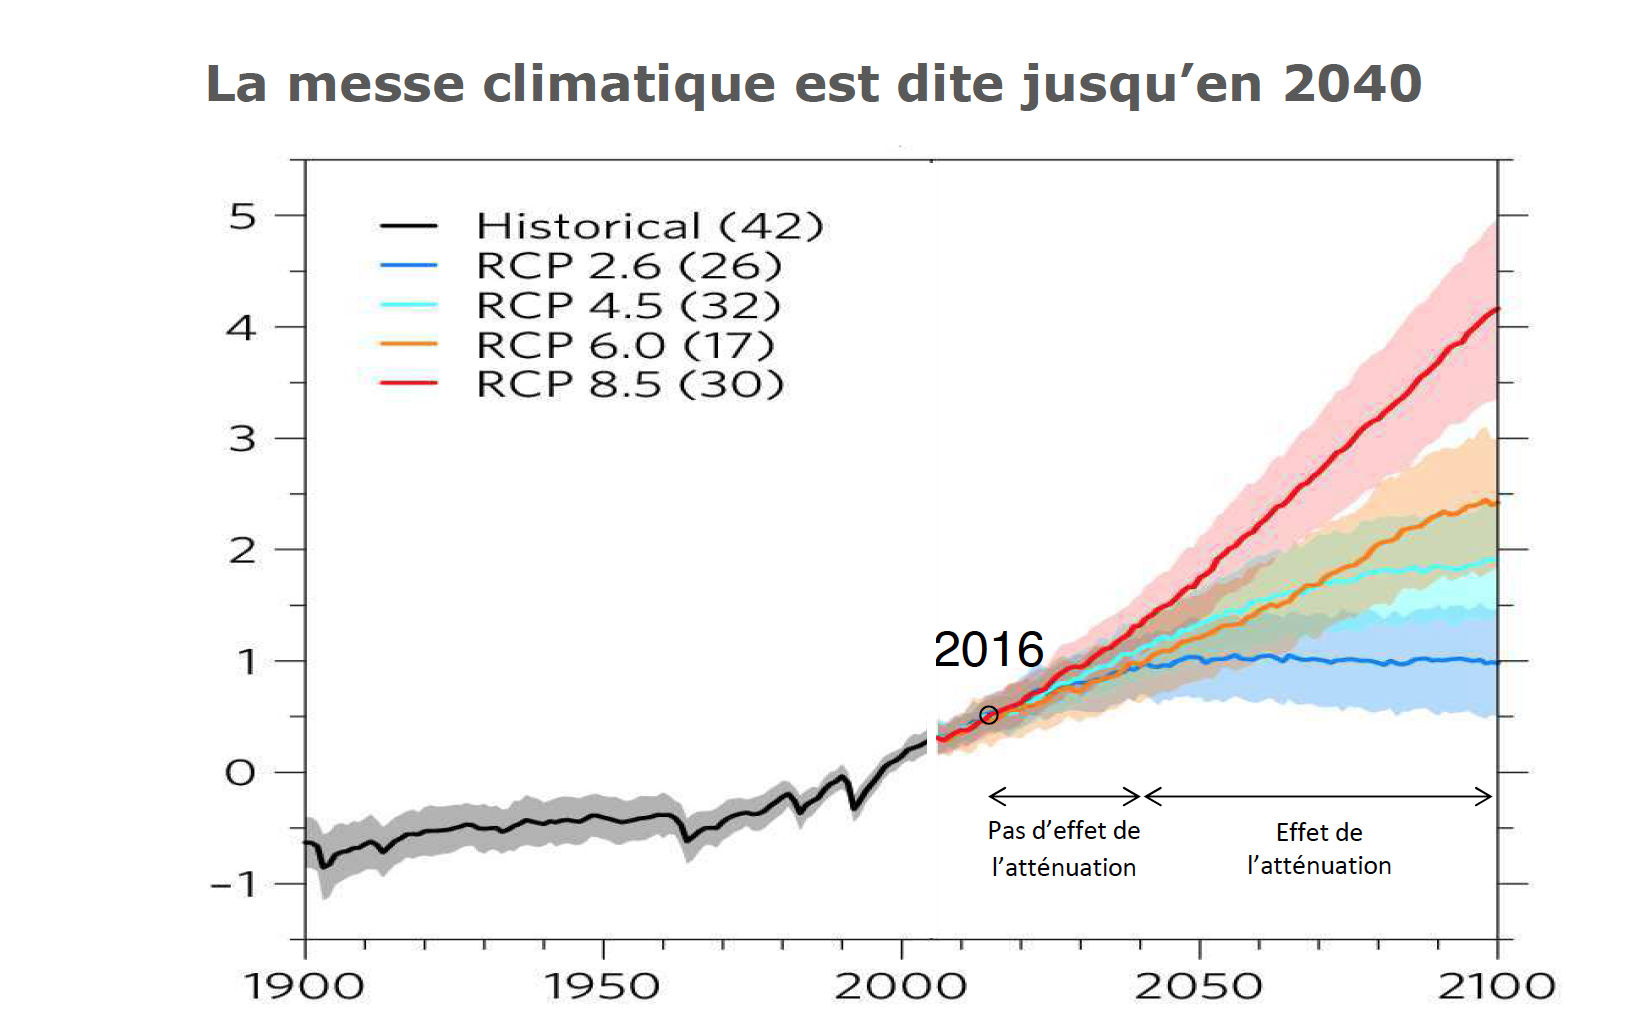 La messe climatique est dite jusqu’en 2040
5
4
3
2
1
0
−1
Historical (42)
RCP 2.6 (26)
RCP 4.5 (32)
RCP 6.0 (17)
RCP 8.5 (30)
2016
Pas d’effet de
l’atténuation
Effet de
l’atténuation
1900
1950
2000
2050
2100